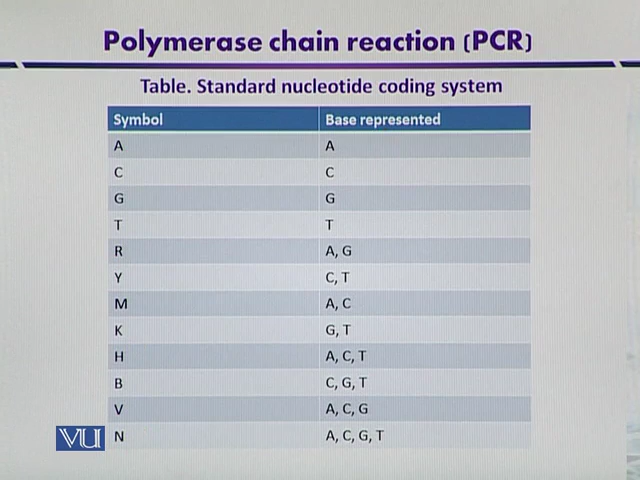 Polymerase chain reaction (PCR)
Table. Standard nucleotide coding system
Symbol Base represented
A A
C C
G G
T T
R A, G
Y C, T
M A, C
K G, T
H A, C, T
B C, G, T
V A, C, G
N A, C, G, T
VU